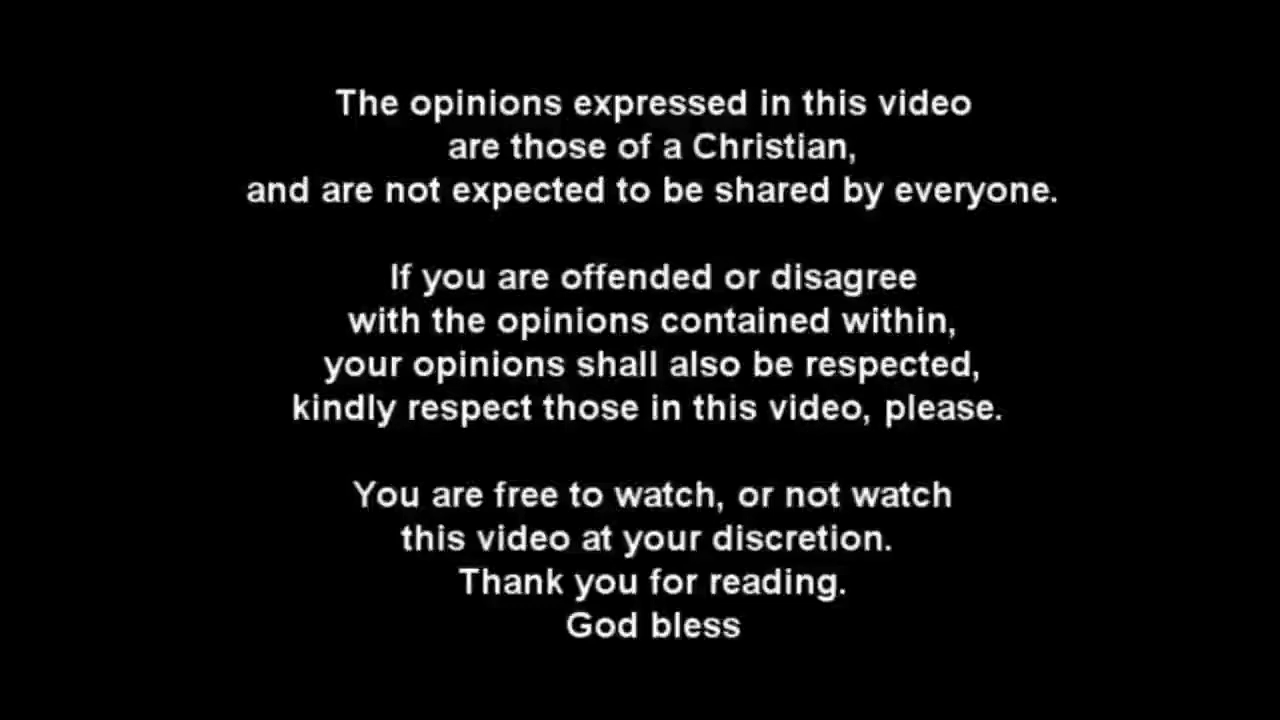 The opinions expressed in this video
are those of a Christian,
and are not expected to be shared by everyone.
If you are offended or disagree
with the opinions contained within,
your opinions shall also be respected,
kindly respect those in this video, please.
You are free to watch, or not watch
this video at your discretion.
Thank you for reading.
God bless